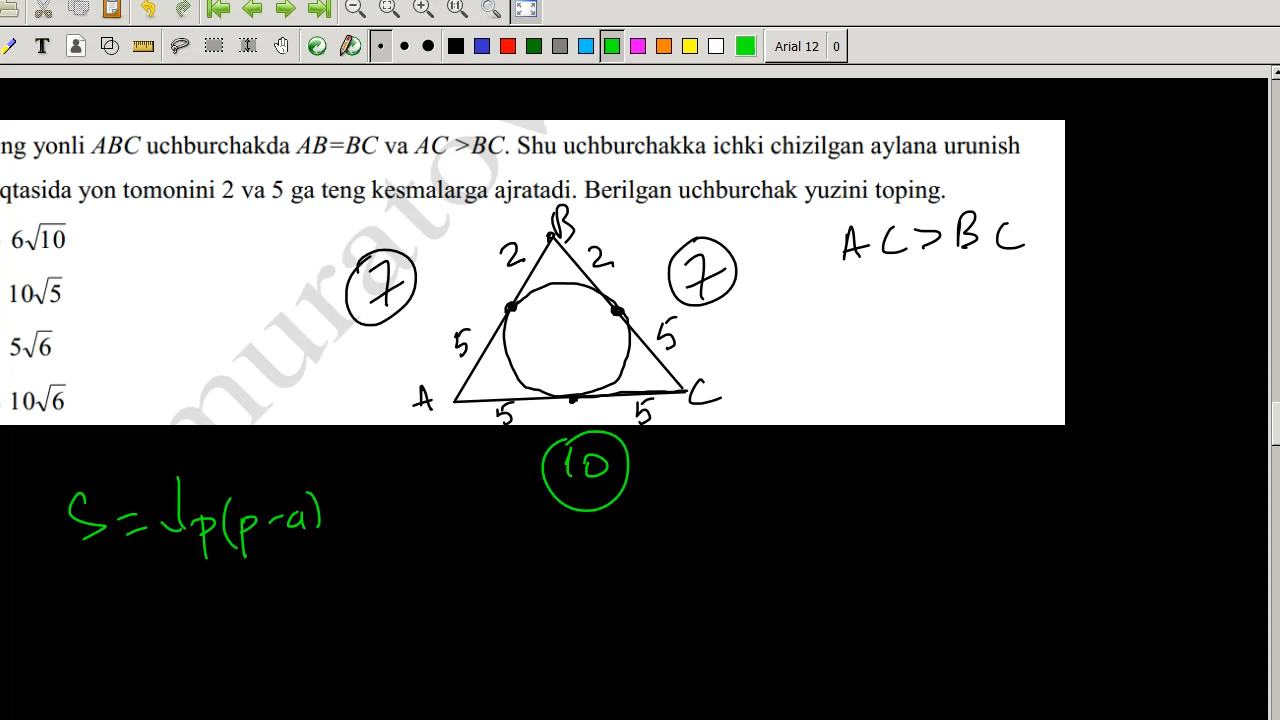 Arial 12 0
ng yonli ABC uchburchakda AB=BC va AC >BC. Shu uchburchakka ichki chizilgan aylana urunish
qtasida yon tomonini 2 va 5 ga teng kesmalarga ajratadi. Berilgan uchburchak yuzini toping.
6√10
10√5
5√6
10√6
muratov
B
2 2
7 7
5 5
A C
5 5
10
AC>BC
S=√p(p-a)